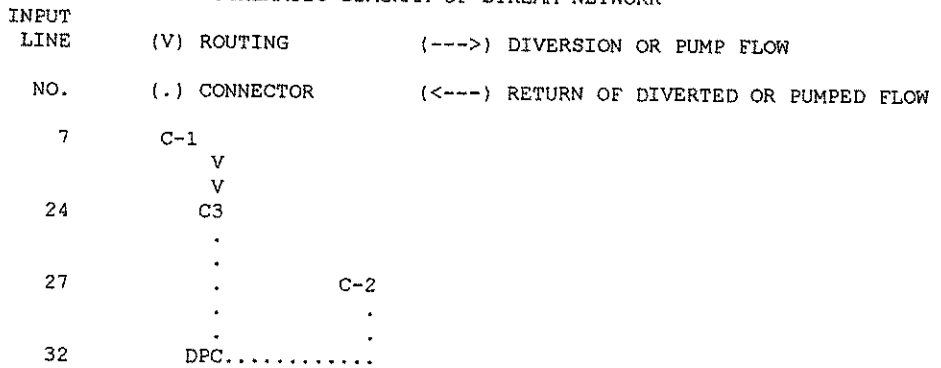 INPUT
LINE (V) ROUTING (--->) DIVERSION OR PUMP FLOW
NO. (.) CONNECTOR (<---) RETURN OF DIVERTED OR PUMPED FLOW
7 C-1
V
V
24 C3
.
.
27 . C-2
. .
. .
32 DPC............